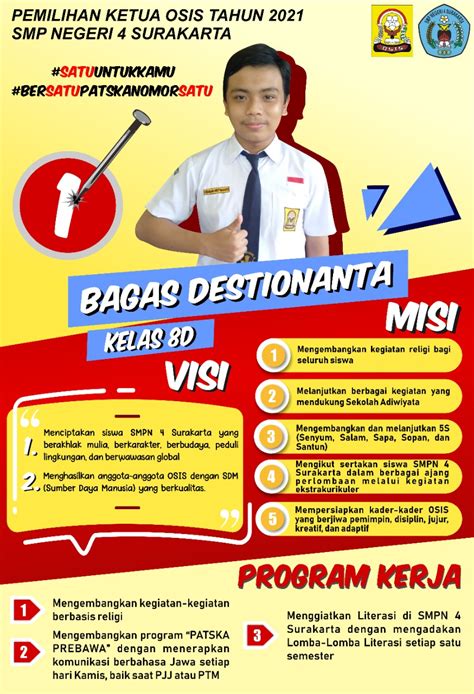 PEMILIHAN KETUA OSIS TAHUN 2021
SMP NEGERI 4 SURAKARTA
OSIS
#SATUUNTUKKAMU
#BERSATUPATSKANOMORSATU
1
BAGAS DESTIONANTA
KELAS 8D
VISI
1. Menciptakan siswa SMPN 4 Surakarta yang
berakhlak mulia, berkarakter, berbudaya, peduli
lingkungan, dan berwawasan global
2. Menghasilkan anggota-anggota OSIS dengan SDM
(Sumber Daya Manusia) yang berkualitas.
MISI
1 Mengembangkan kegiatan religi bagi
seluruh siswa
2 Melanjutkan berbagai kegiatan yang
mendukung Sekolah Adiwiyata
3 Mengembangkan dan melanjutkan 5S
(Senyum, Salam, Sapa, Sopan, dan
Santun)
4 Mengikut sertakan siswa SMPN 4
Surakarta dalam berbagai ajang
perlombaan melalui kegiatan
ekstrakurikuler
5 Mempersiapkan kader-kader OSIS
yang berjiwa pemimpin, disiplin, jujur,
kreatif, dan adaptif
PROGRAM KERJA
1 Mengembangkan kegiatan-kegiatan
berbasis religi
2 Mengembangkan program “PATSKA
PREBAWA” dengan menerapkan
komunikasi berbahasa Jawa setiap
hari Kamis, baik saat PJJ atau PTM
3 Menggiatkan Literasi di SMPN 4
Surakarta dengan mengadakan
Lomba-Lomba Literasi setiap satu
semester